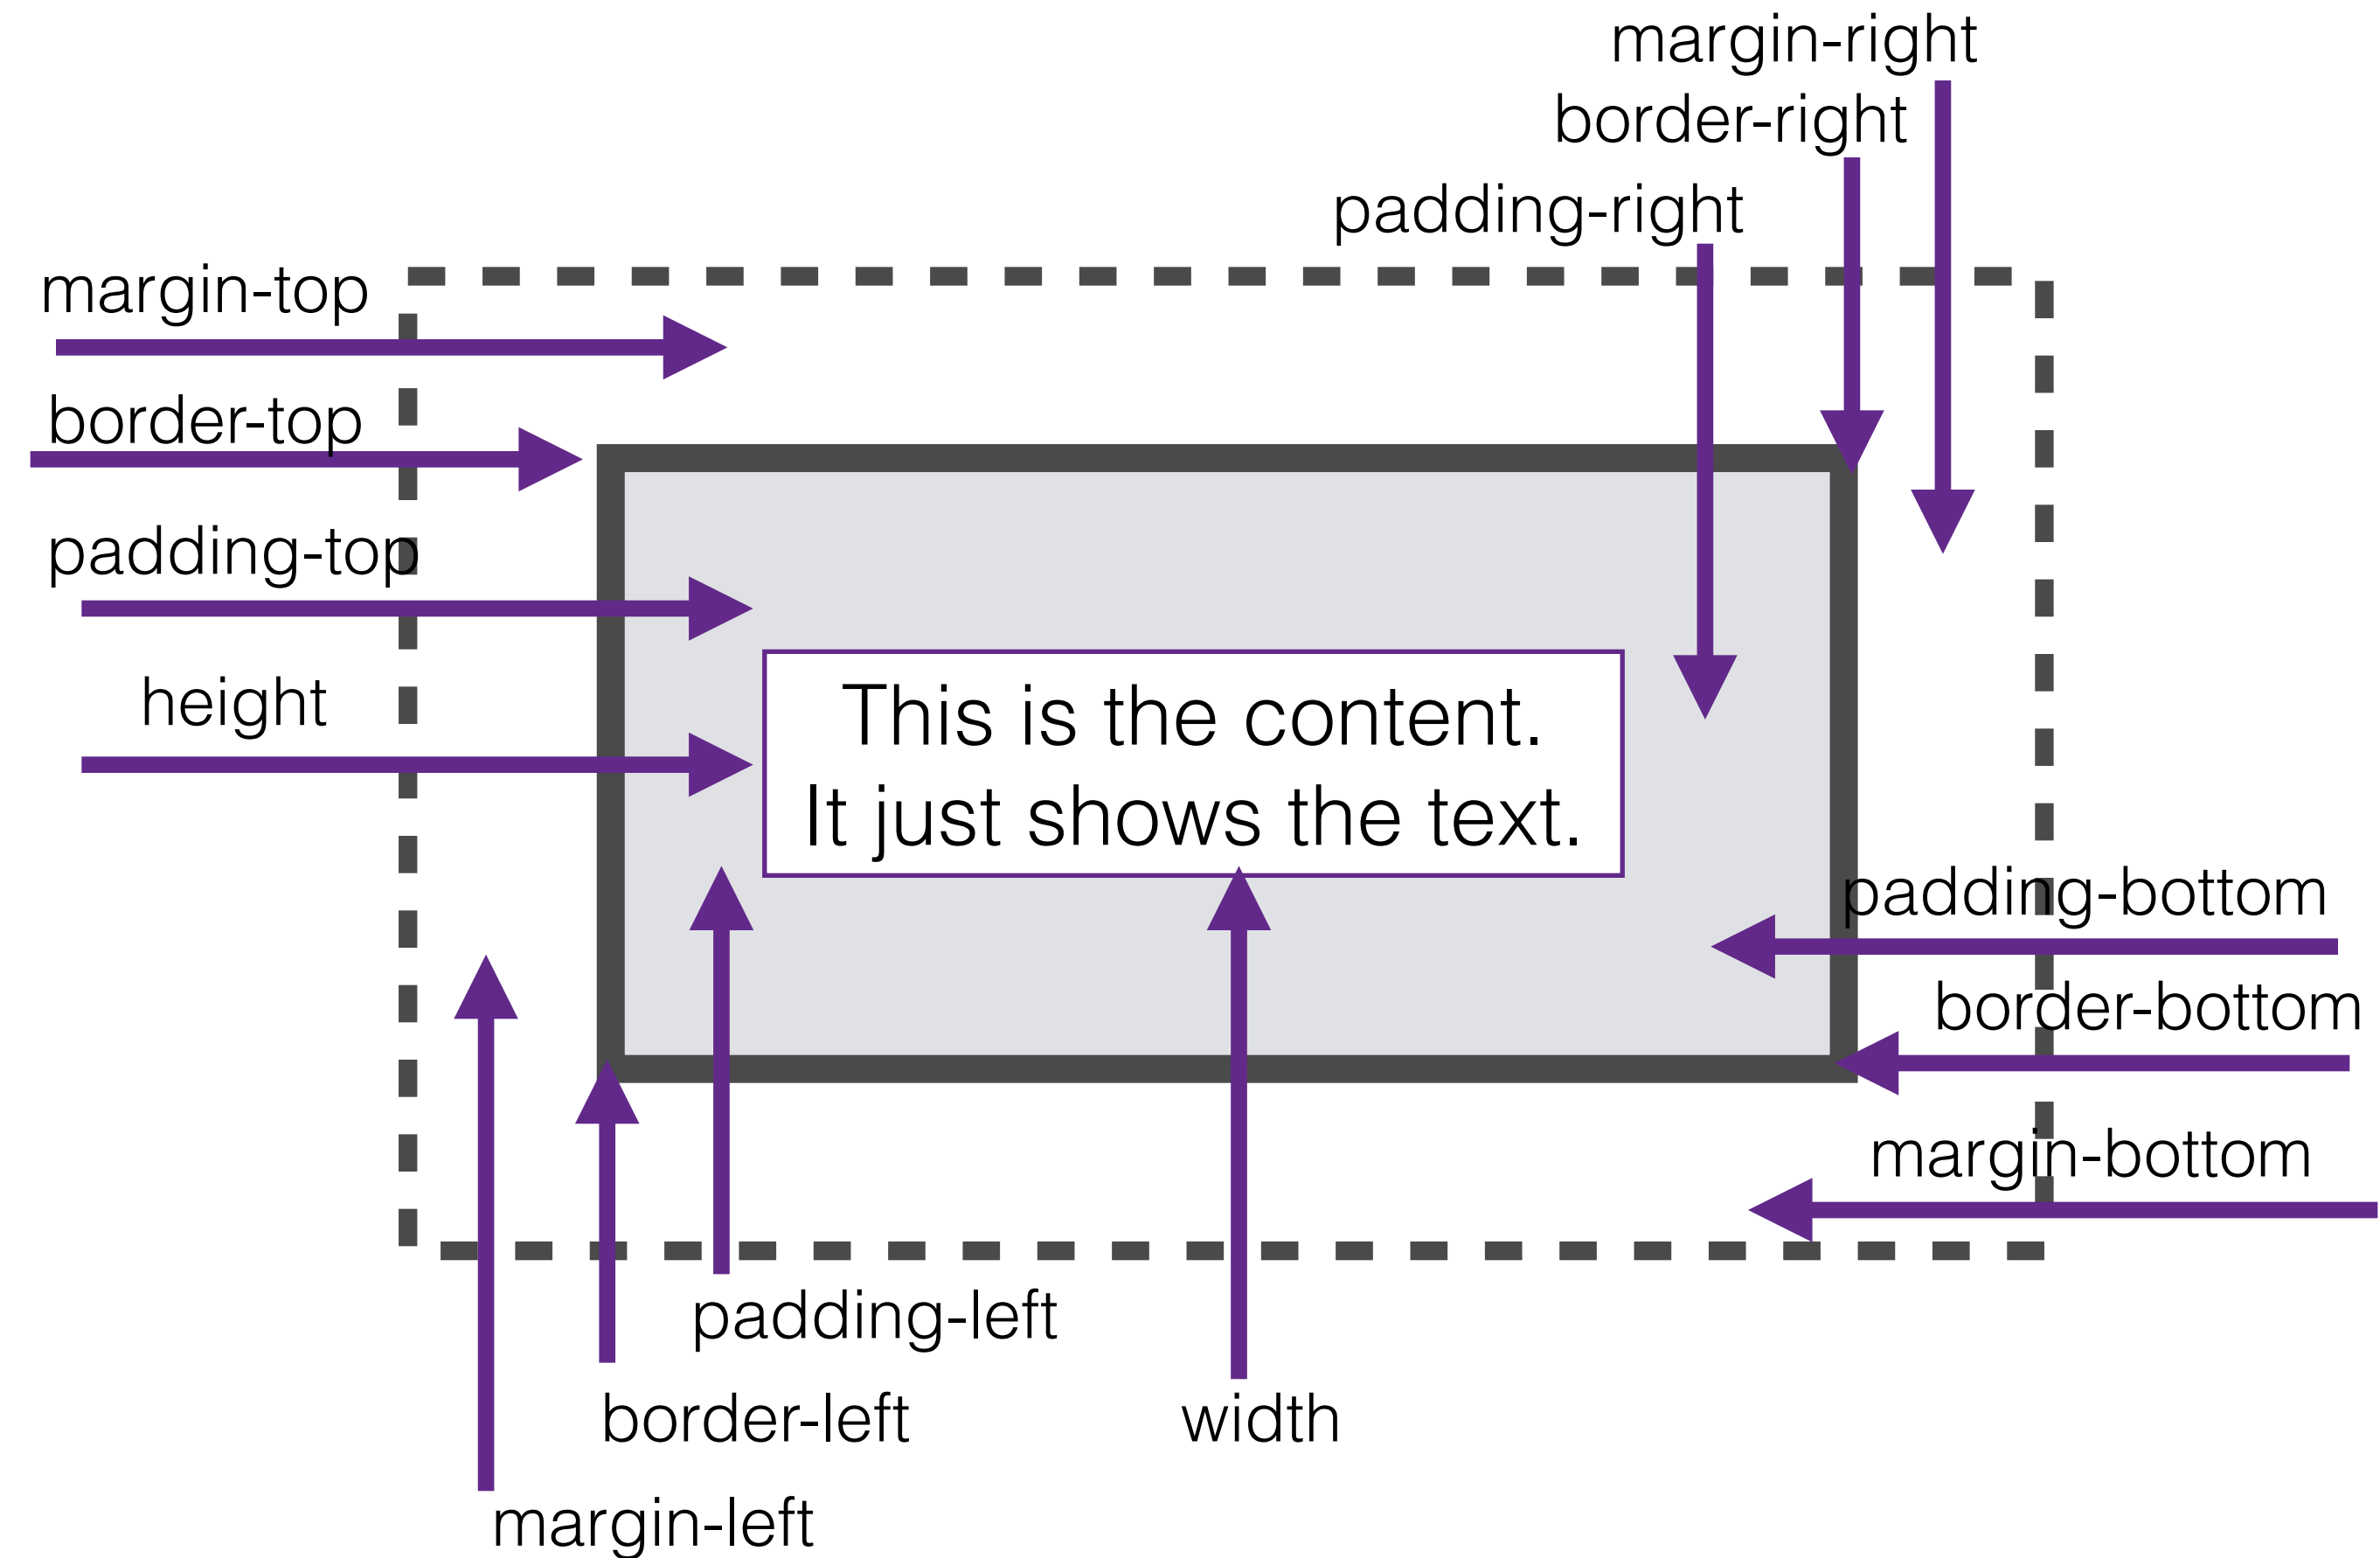 margin-right
border-right
padding-right
margin-top
border-top
padding-top
height
This is the content.
It just shows the text.
padding-bottom
border-bottom
margin-bottom
padding-left
border-left
width
margin-left